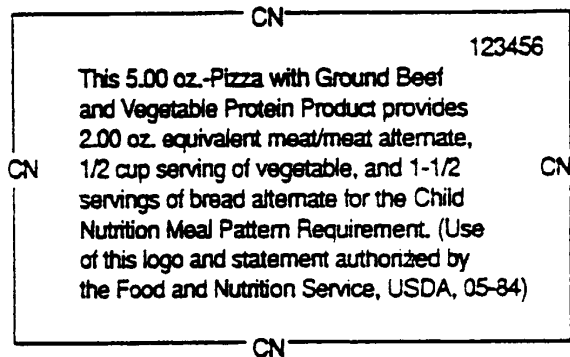 CN
123456
This 5.00 oz.-Pizza with Ground Beef
and Vegetable Protein Product provides
2.00 oz. equivalent meat/meat alternate,
CN 1/2 cup serving of vegetable, and 1-1/2 CN
servings of bread alternate for the Child
Nutrition Meal Pattern Requirement. (Use
of this logo and statement authorized by
the Food and Nutrition Service, USDA, 05-84)
CN